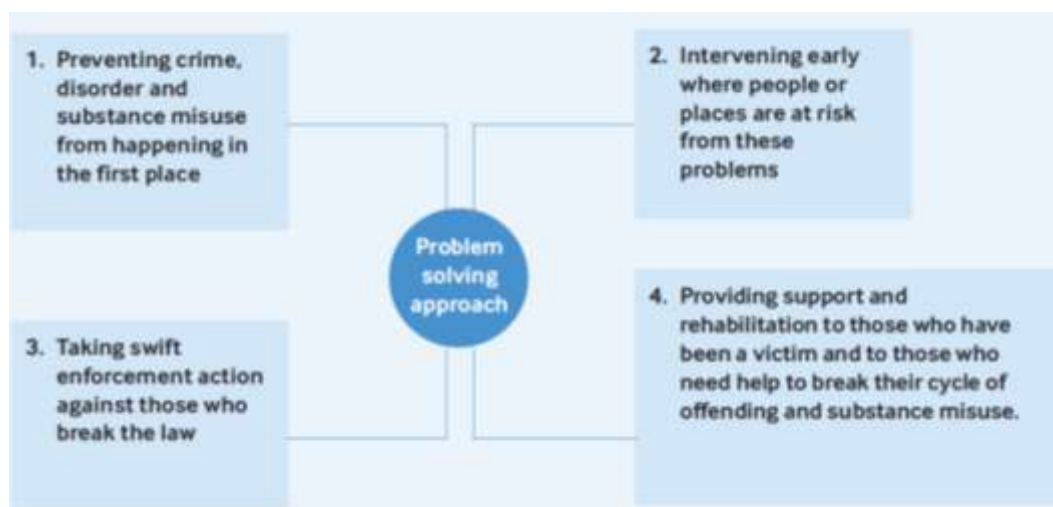 1. Preventing crime,
disorder and
substance misuse
from happening in
the first place
2. Intervening early
where people or
places are at risk
from these
problems
Problem
solving
approach
3. Taking swift
enforcement action
against those who
break the law
4. Providing support and
rehabilitation to those who have
been a victim and to those who
need help to break their cycle of
offending and substance misuse.